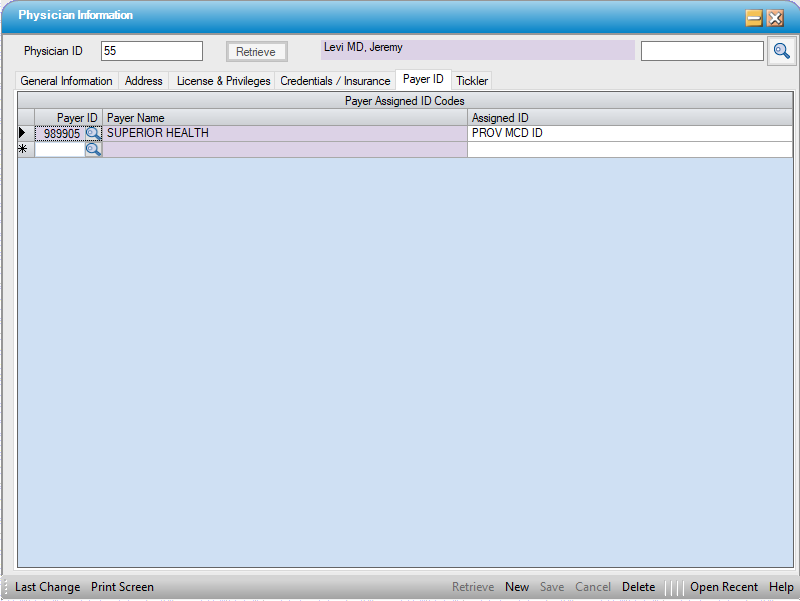 Physician Information
Physician ID 55 Retrieve Levi MD, Jeremy
General Information Address License & Privileges Credentials / Insurance Payer ID Tickler
Payer Assigned ID Codes
Payer ID Payer Name Assigned ID
989905 SUPERIOR HEALTH PROV MCD ID
Last Change Print Screen Retrieve New Save Cancel Delete Open Recent Help